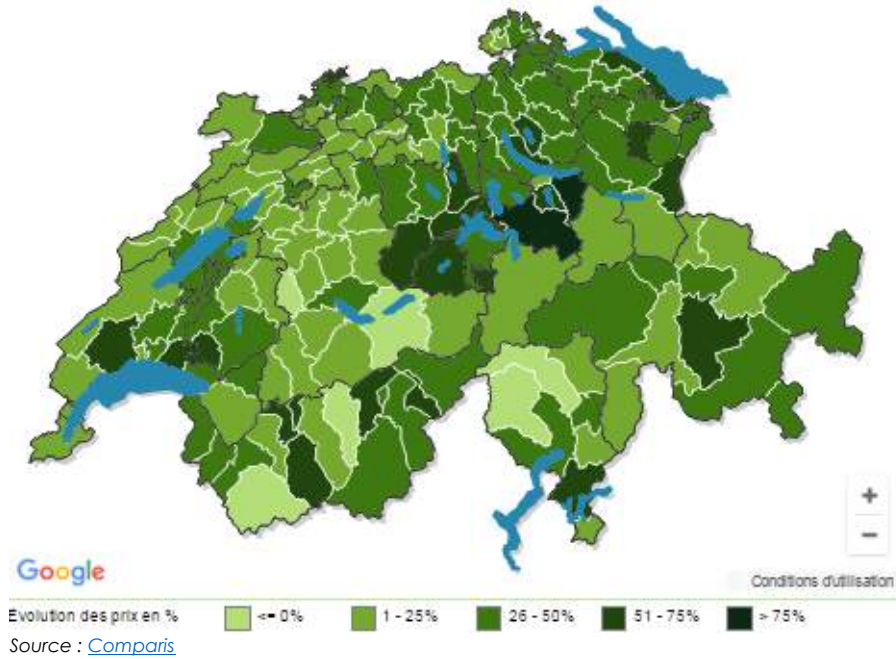 +
−
Google
Conditions d'utilisation
Evolution des prix en % <= 0% 1 - 25% 26 - 50% 51 - 75% > 75%
Source : Comparis